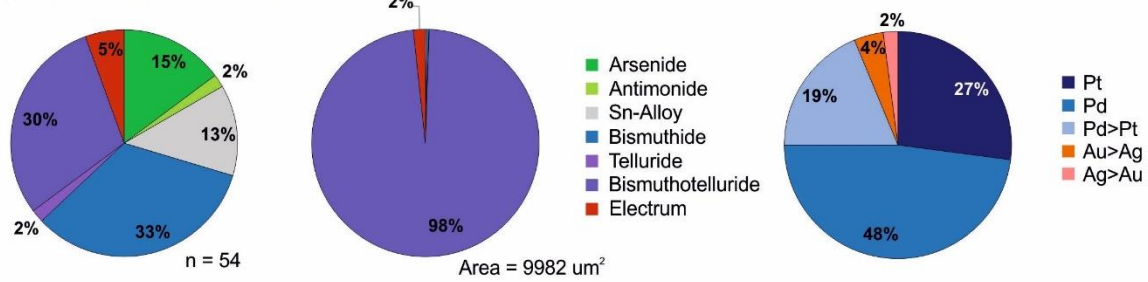 5%
15%
2%
13%
33%
2%
30%
n = 54
2%
98%
Area = 9982 um²
Arsenide
Antimonide
Sn-Alloy
Bismuthide
Telluride
Bismuthotelluride
Electrum
2%
4%
27%
19%
48%
Pt
Pd
Pd>Pt
Au>Ag
Ag>Au